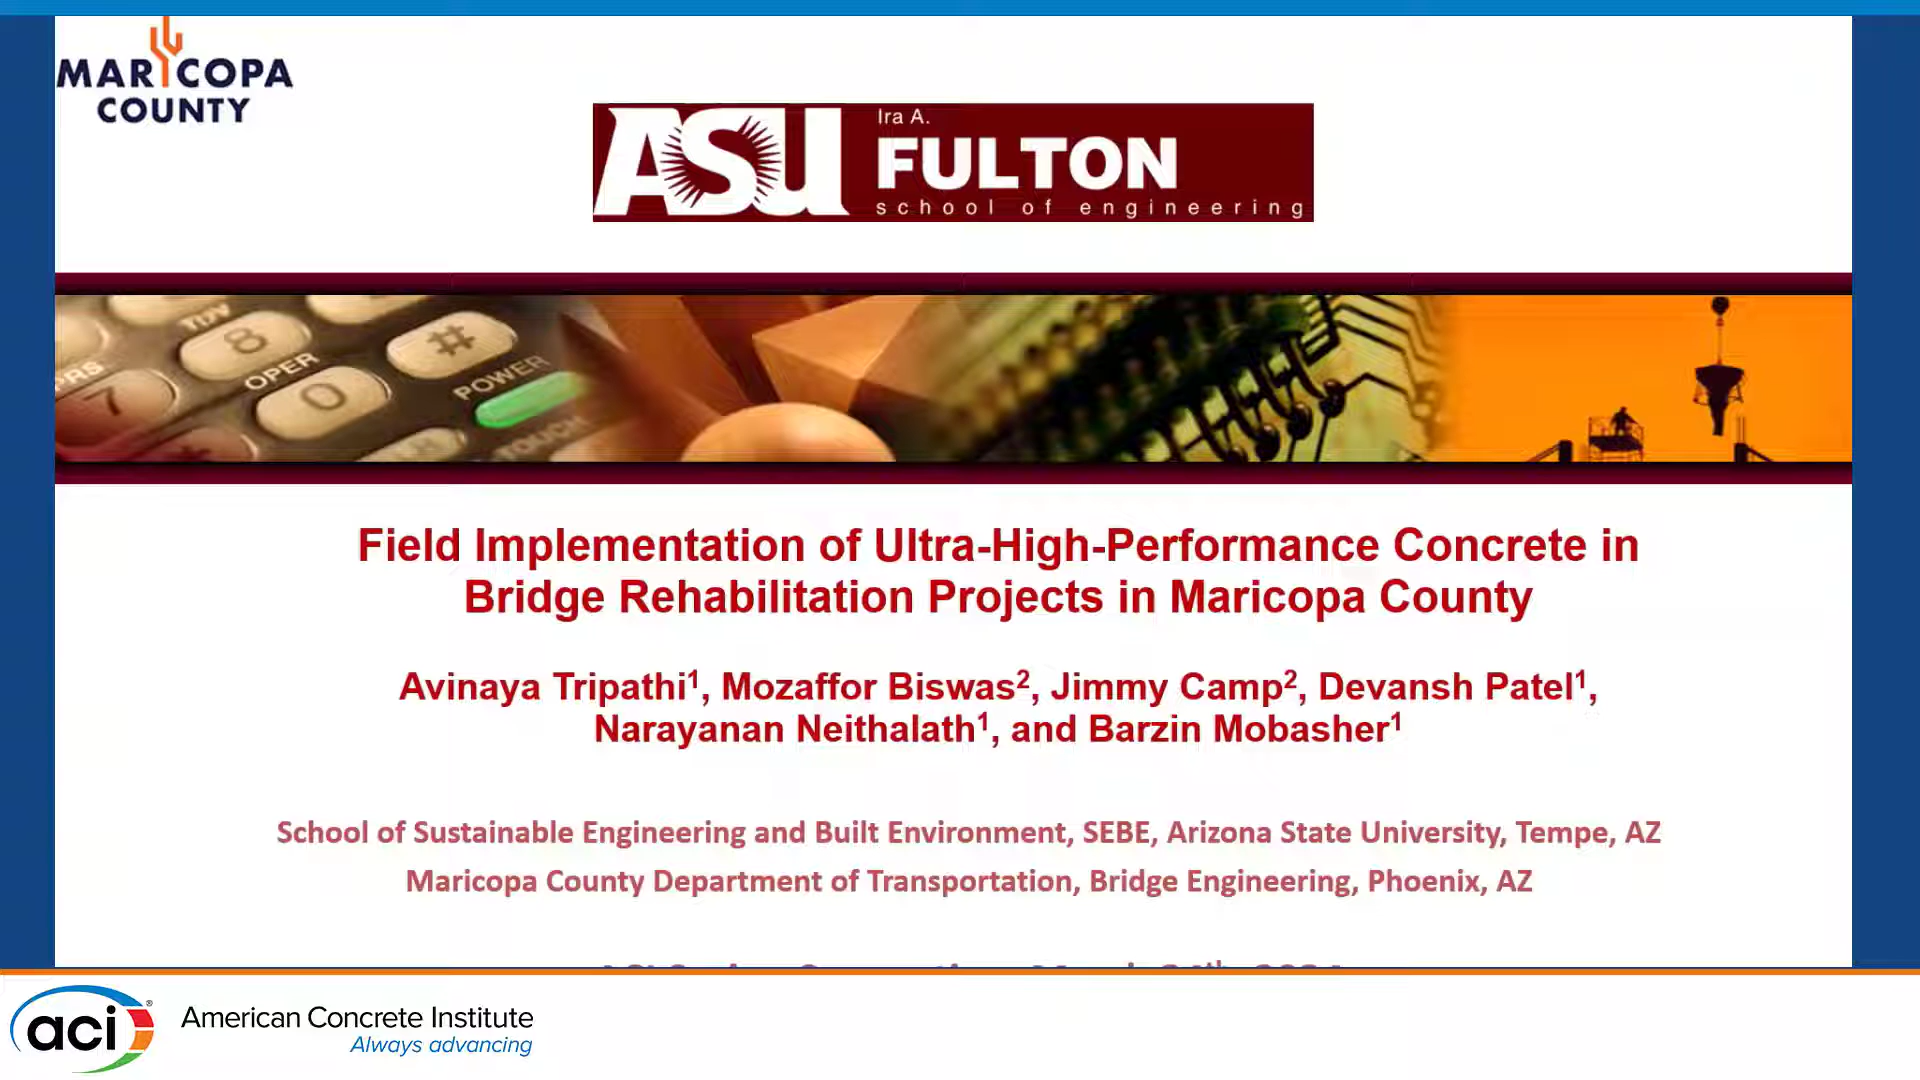 MARICOPA
COUNTY
ASU
Ira A.
FULTON
school of engineering
TUV
8
#
PRS
OPER
POWER
7
0
*
TOUCH
Field Implementation of Ultra-High-Performance Concrete in
Bridge Rehabilitation Projects in Maricopa County
Avinaya Tripathi¹, Mozaffor Biswas², Jimmy Camp², Devansh Patel¹,
Narayanan Neithalath¹, and Barzin Mobasher¹
School of Sustainable Engineering and Built Environment, SEBE, Arizona State University, Tempe, AZ
Maricopa County Department of Transportation, Bridge Engineering, Phoenix, AZ
aci®
American Concrete Institute
Always advancing